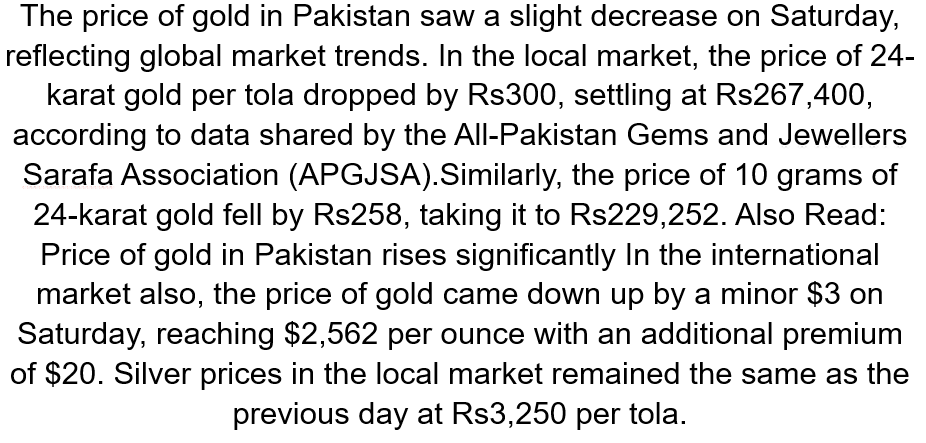 The price of gold in Pakistan saw a slight decrease on Saturday,
reflecting global market trends. In the local market, the price of 24-
karat gold per tola dropped by Rs300, settling at Rs267,400,
according to data shared by the All-Pakistan Gems and Jewellers
Sarafa Association (APGJSA).Similarly, the price of 10 grams of
24-karat gold fell by Rs258, taking it to Rs229,252. Also Read:
Price of gold in Pakistan rises significantly In the international
market also, the price of gold came down up by a minor $3 on
Saturday, reaching $2,562 per ounce with an additional premium
of $20. Silver prices in the local market remained the same as the
previous day at Rs3,250 per tola.